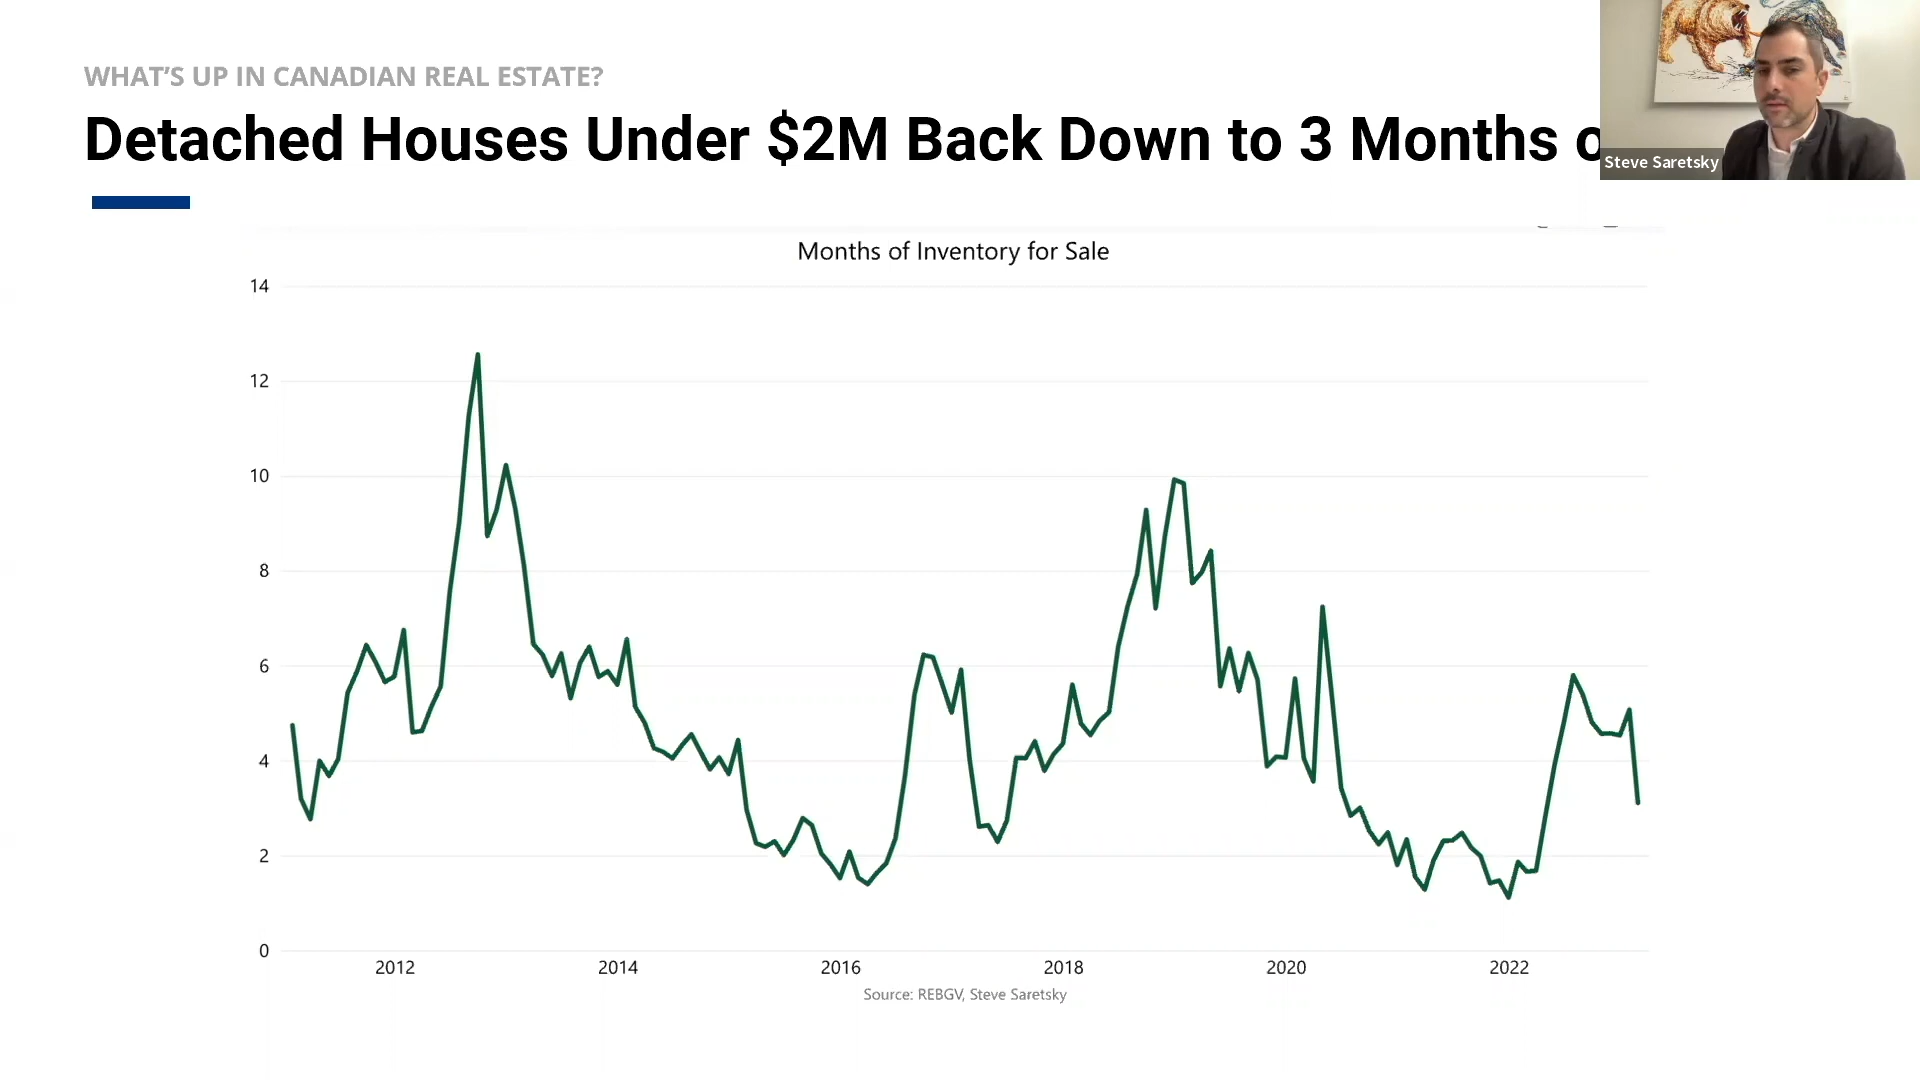 WHAT'S UP IN CANADIAN REAL ESTATE?
Detached Houses Under $2M Back Down to 3 Months
Steve Saretsky
Months of Inventory for Sale
14
12
10
8
6
4
2
0
2012 2014 2016 2018 2020 2022
Source: REBGV, Steve Saretsky